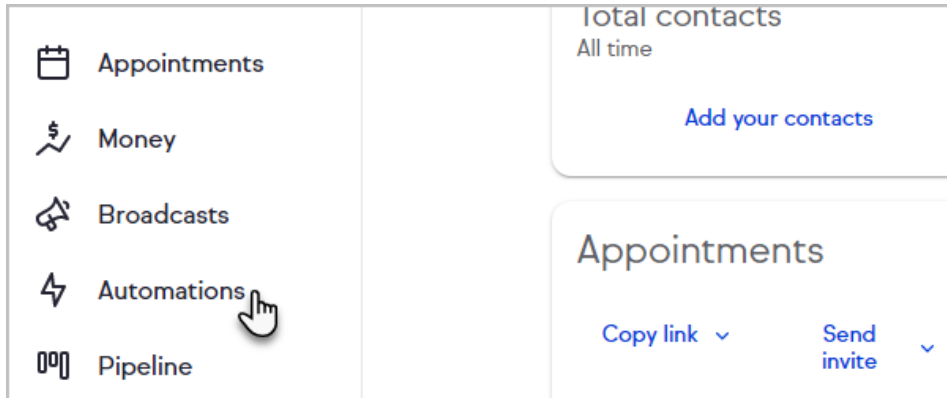 Appointments
Money
Broadcasts
Automations
Pipeline
Total contacts
All time
Add your contacts
Appointments
Copy link
Send
invite